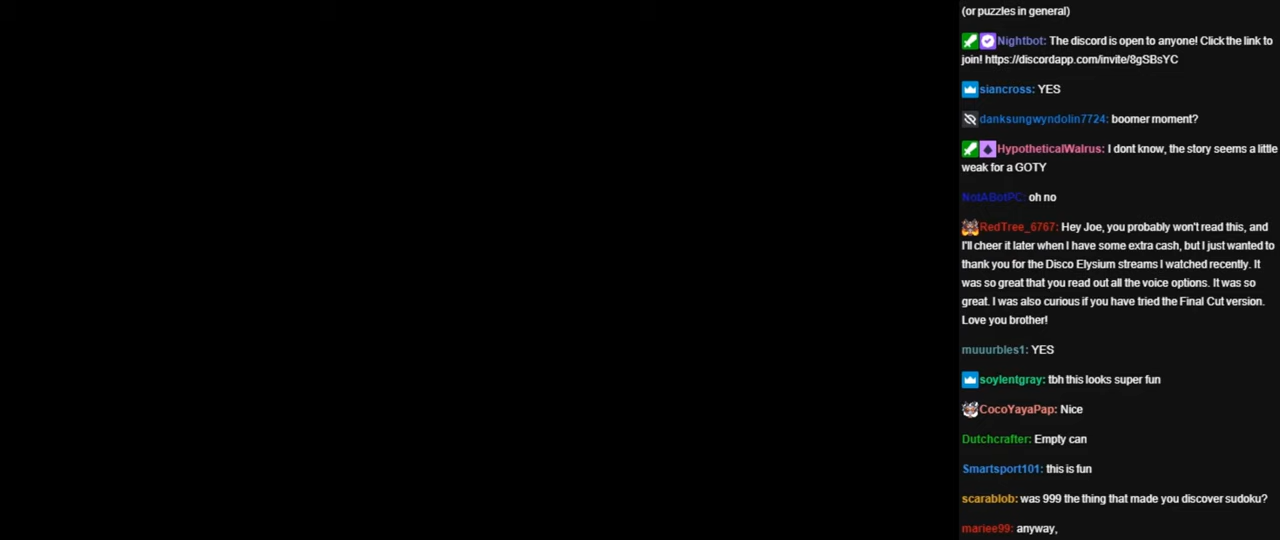 (or puzzles in general)
Nightbot: The discord is open to anyone! Click the link to
join! https://discordapp.com/invite/8gSBsYC
siancross: YES
danksungwyndolin7724: boomer moment?
HypotheticalWalrus: I dont know, the story seems a little
weak for a GOTY
NotABotPC: oh no
RedTree_6767: Hey Joe, you probably won't read this, and
I'll cheer it later when I have some extra cash, but I just wanted to
thank you for the Disco Elysium streams I watched recently. It
was so great that you read out all the voice options. It was so
great. I was also curious if you have tried the Final Cut version.
Love you brother!
muuurbles1: YES
soylentgray: tbh this looks super fun
CocoYayaPap: Nice
Dutchcrafter: Empty can
Smartsport101: this is fun
scarablob: was 999 the thing that made you discover sudoku?
mariee99: anyway,